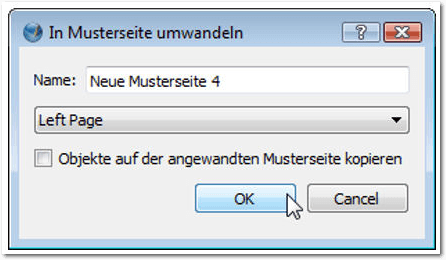 In Musterseite umwandeln
Name: Neue Musterseite 4
Left Page
Objekte auf der angewandten Musterseite kopieren
OK Cancel